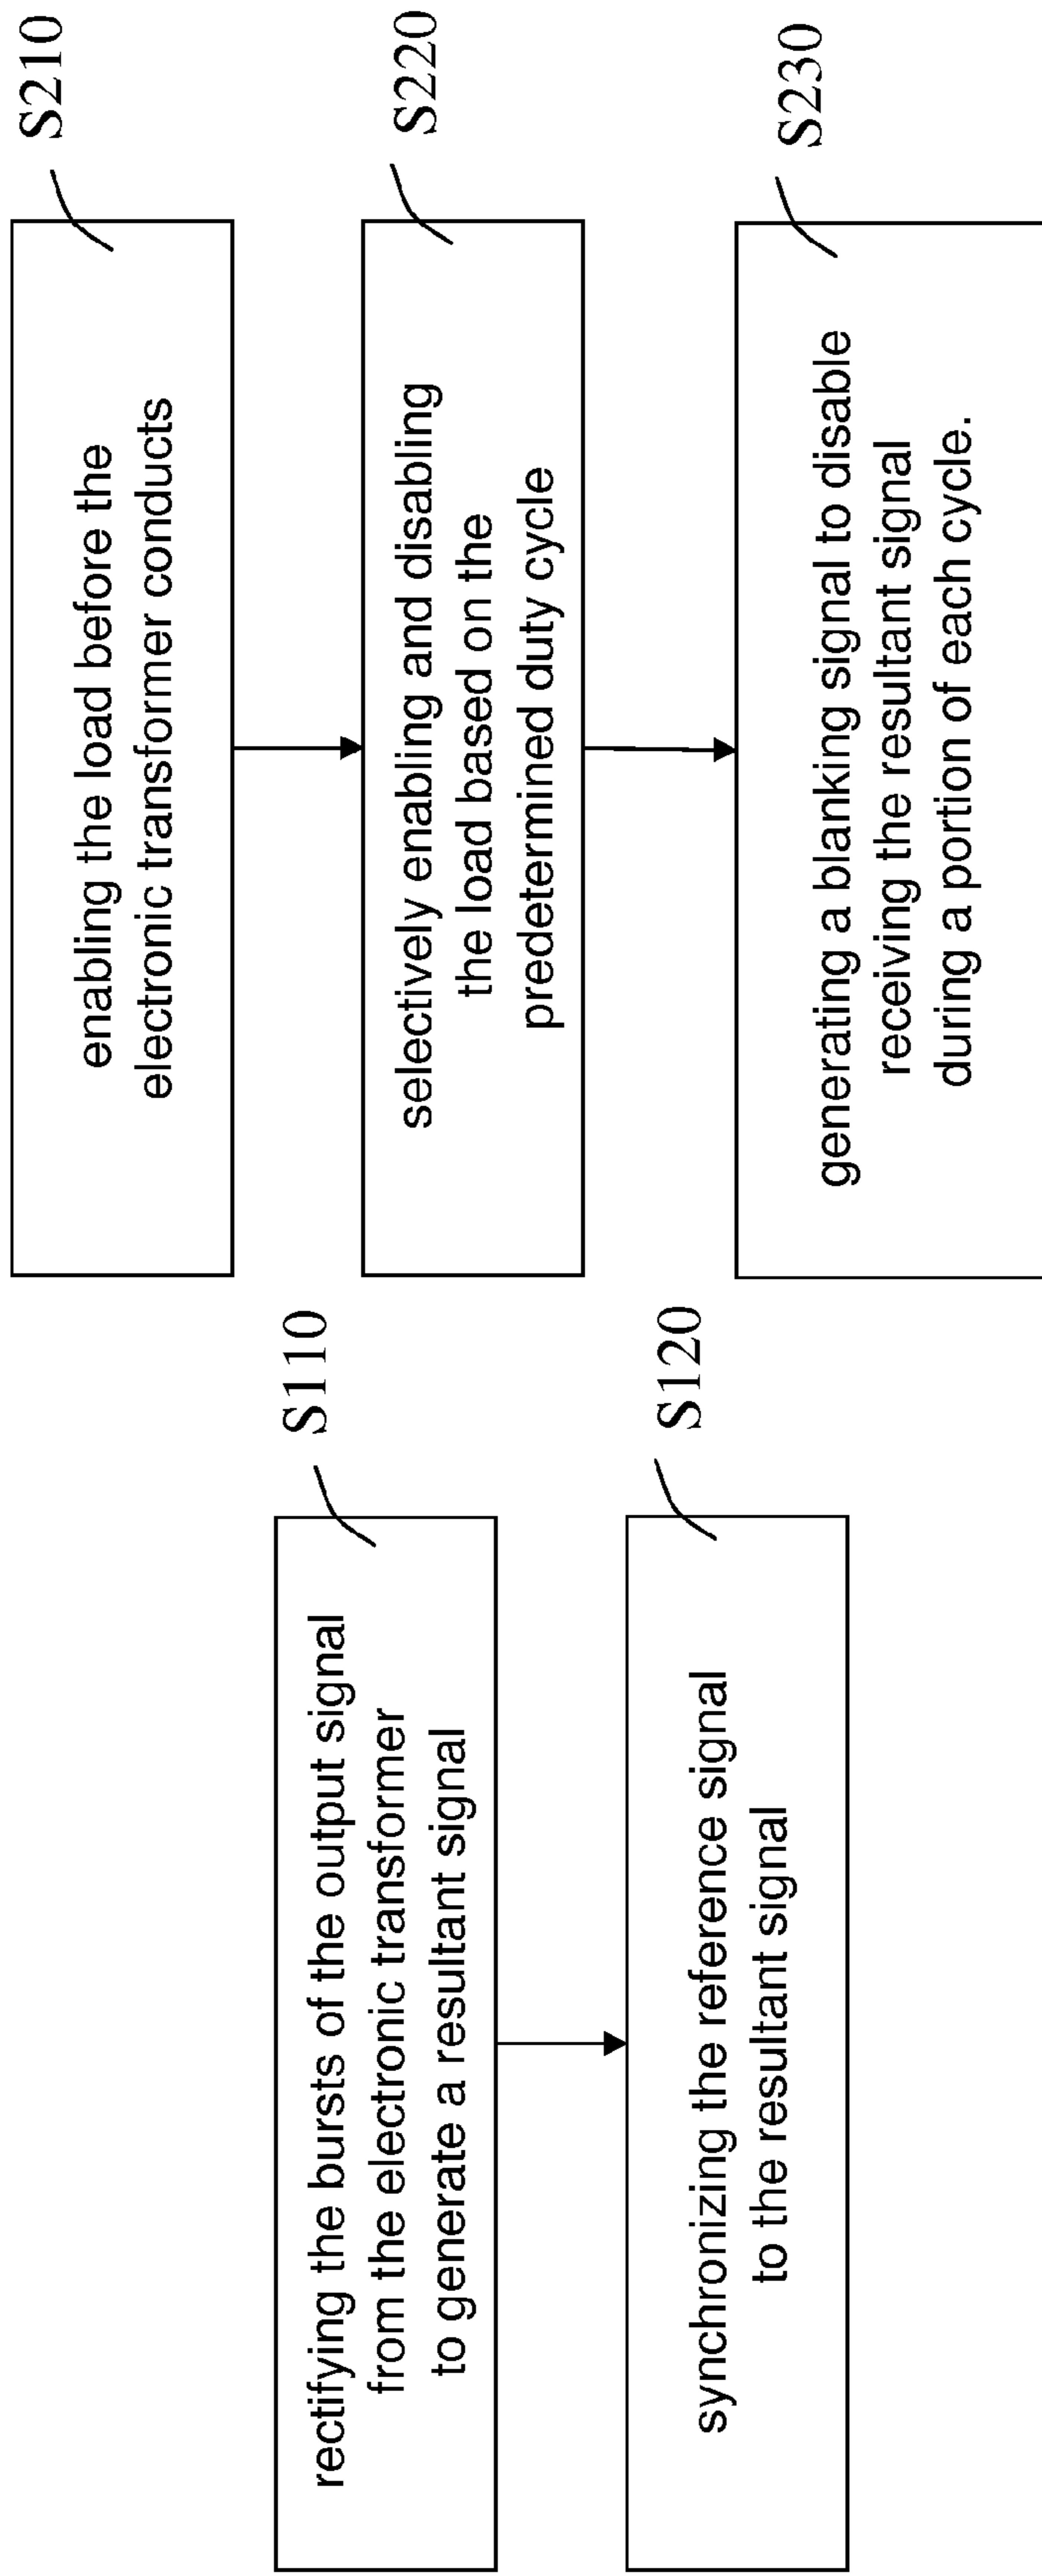 rectifying the bursts of the output signal
from the electronic transformer
to generate a resultant signal
S110
synchronizing the reference signal
to the resultant signal
S120
enabling the load before the
electronic transformer conducts
S210
selectively enabling and disabling
the load based on the
predetermined duty cycle
S220
generating a blanking signal to disable
receiving the resultant signal
during a portion of each cycle.
S230